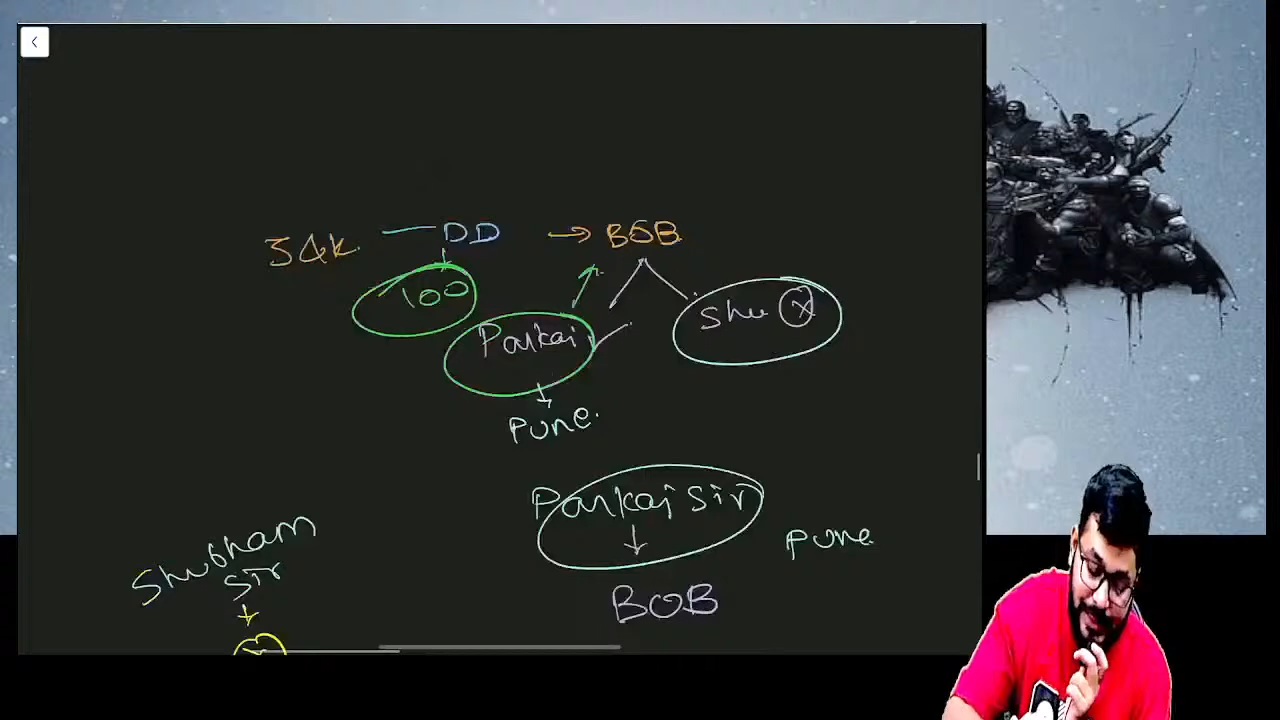 34k — DD → BOB
100
Pankaj
Shu X
Pune.
Pankaj Sir
Pune
Shubham
Sir
BOB